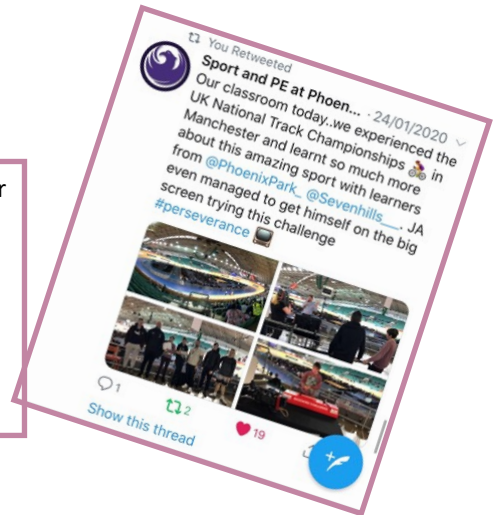 r
You Retweeted
Sport and PE at Phoen... · 24/01/2020
Our classroom today..we experienced the
UK National Track Championships 🚴 in
Manchester and learnt so much more
about this amazing sport with learners
from @PhoenixPark_ @Sevenhills__. JA
even managed to get himself on the big
screen trying this challenge
#perseverance 📺
1
2
19
Show this thread